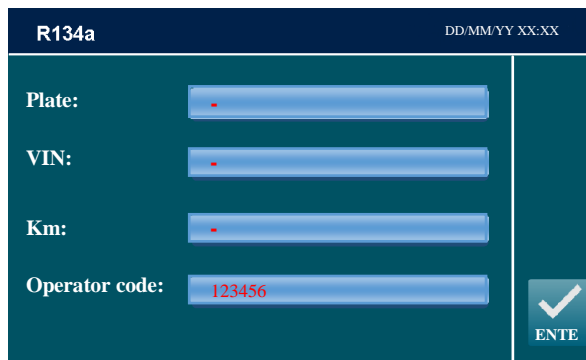 R134a DD/MM/YY XX:XX
Plate: -
VIN: -
Km: -
Operator code: 123456
ENTE